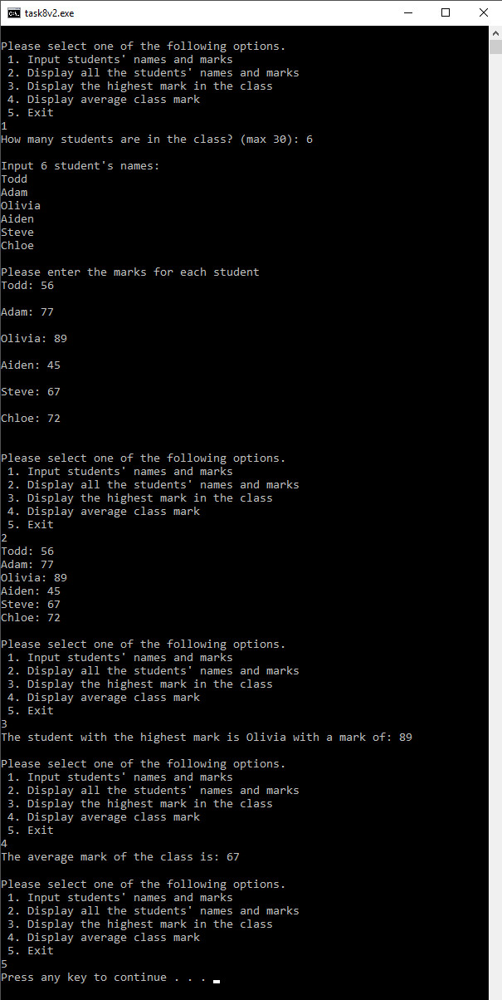 task8v2.exe
Please select one of the following options.
1. Input students' names and marks
2. Display all the students' names and marks
3. Display the highest mark in the class
4. Display average class mark
5. Exit
1
How many students are in the class? (max 30): 6
Input 6 student's names:
Todd
Adam
Olivia
Aiden
Steve
Chloe
Please enter the marks for each student
Todd: 56
Adam: 77
Olivia: 89
Aiden: 45
Steve: 67
Chloe: 72
Please select one of the following options.
1. Input students' names and marks
2. Display all the students' names and marks
3. Display the highest mark in the class
4. Display average class mark
5. Exit
2
Todd: 56
Adam: 77
Olivia: 89
Aiden: 45
Steve: 67
Chloe: 72
Please select one of the following options.
1. Input students' names and marks
2. Display all the students' names and marks
3. Display the highest mark in the class
4. Display average class mark
5. Exit
3
The student with the highest mark is Olivia with a mark of: 89
Please select one of the following options.
1. Input students' names and marks
2. Display all the students' names and marks
3. Display the highest mark in the class
4. Display average class mark
5. Exit
4
The average mark of the class is: 67
Please select one of the following options.
1. Input students' names and marks
2. Display all the students' names and marks
3. Display the highest mark in the class
4. Display average class mark
5. Exit
5
Press any key to continue . . .